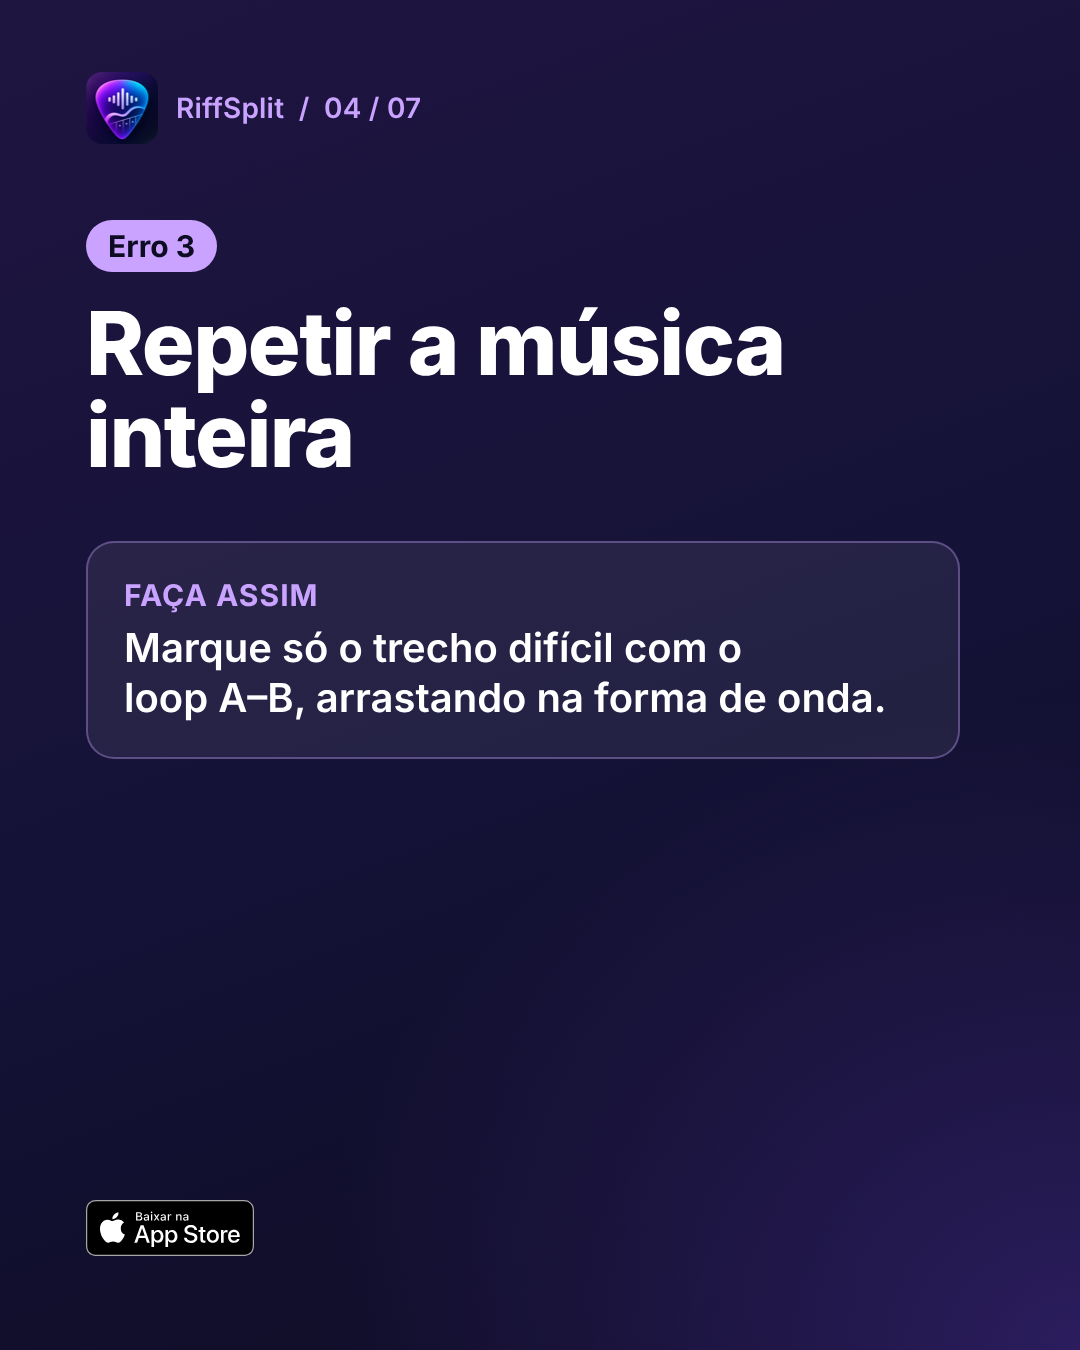 RiffSplit / 04 / 07
Erro 3
Repetir a música
inteira
FAÇA ASSIM
Marque só o trecho difícil com o
loop A–B, arrastando na forma de onda.
Baixar na
App Store